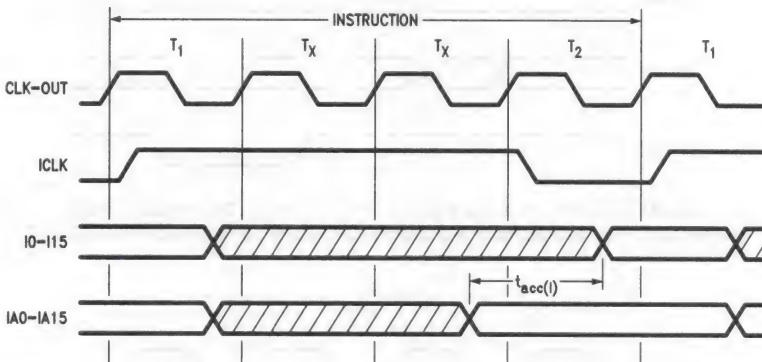 INSTRUCTION
T1 TX TX T2 T1
CLK-OUT
ICLK
I0-I15
tacc(I)
IA0-IA15